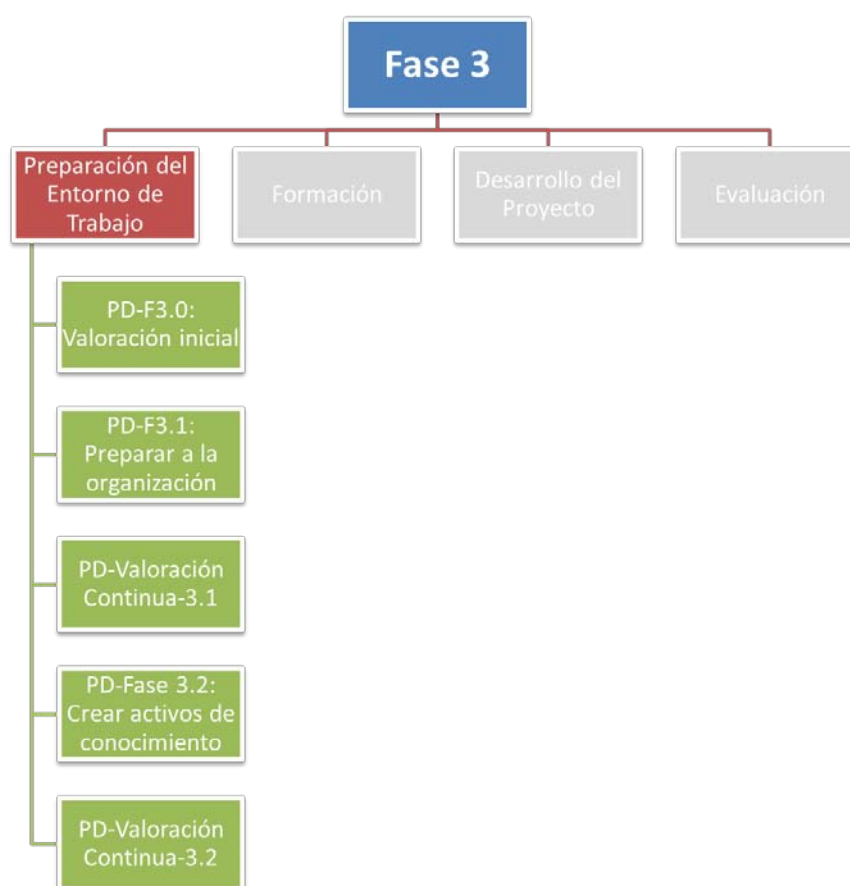 Fase 3
Preparación del
Entorno de
Trabajo
Formación
Desarrollo del
Proyecto
Evaluación
PD-F3.0:
Valoración inicial
PD-F3.1:
Preparar a la
organización
PD-Valoración
Continua-3.1
PD-Fase 3.2:
Crear activos de
conocimiento
PD-Valoración
Continua-3.2